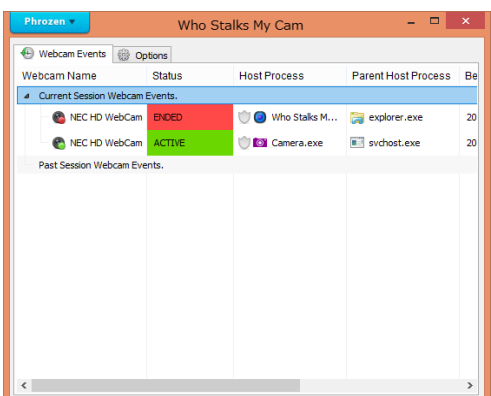 Phrozen
Who Stalks My Cam
Webcam Events Options
Webcam Name Status Host Process Parent Host Process Be
Current Session Webcam Events.
NEC HD WebCam ENDED Who Stalks M... explorer.exe 20
NEC HD WebCam ACTIVE Camera.exe svchost.exe 20
Past Session Webcam Events.